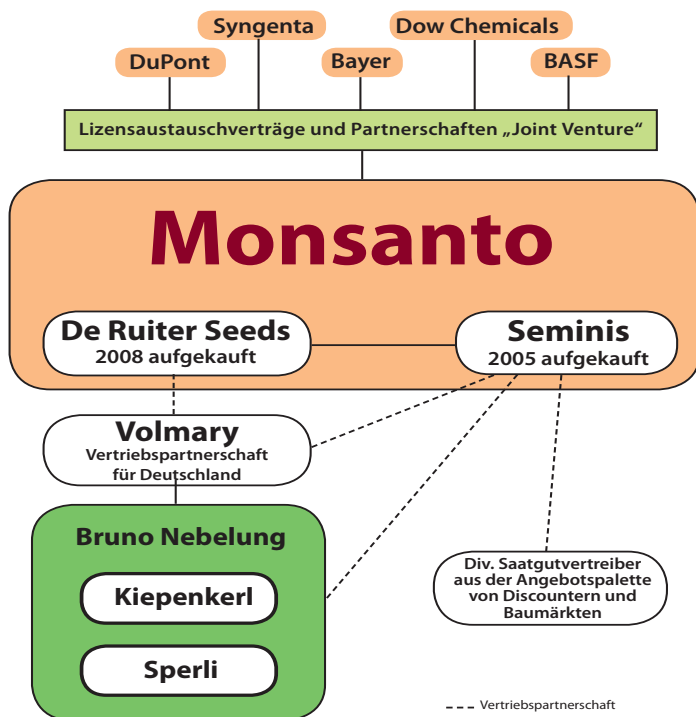 Syngenta
Dow Chemicals
DuPont
Bayer
BASF
Lizensaustauschverträge und Partnerschaften „Joint Venture“
Monsanto
De Ruiter Seeds
2008 aufgekauft
Seminis
2005 aufgekauft
Volmary
Vertriebspartnerschaft
für Deutschland
Bruno Nebelung
Kiepenkerl
Sperli
Div. Saatgutvertreiber
aus der Angebotspalette
von Discountern und
Baumärkten
Vertriebspartnerschaft